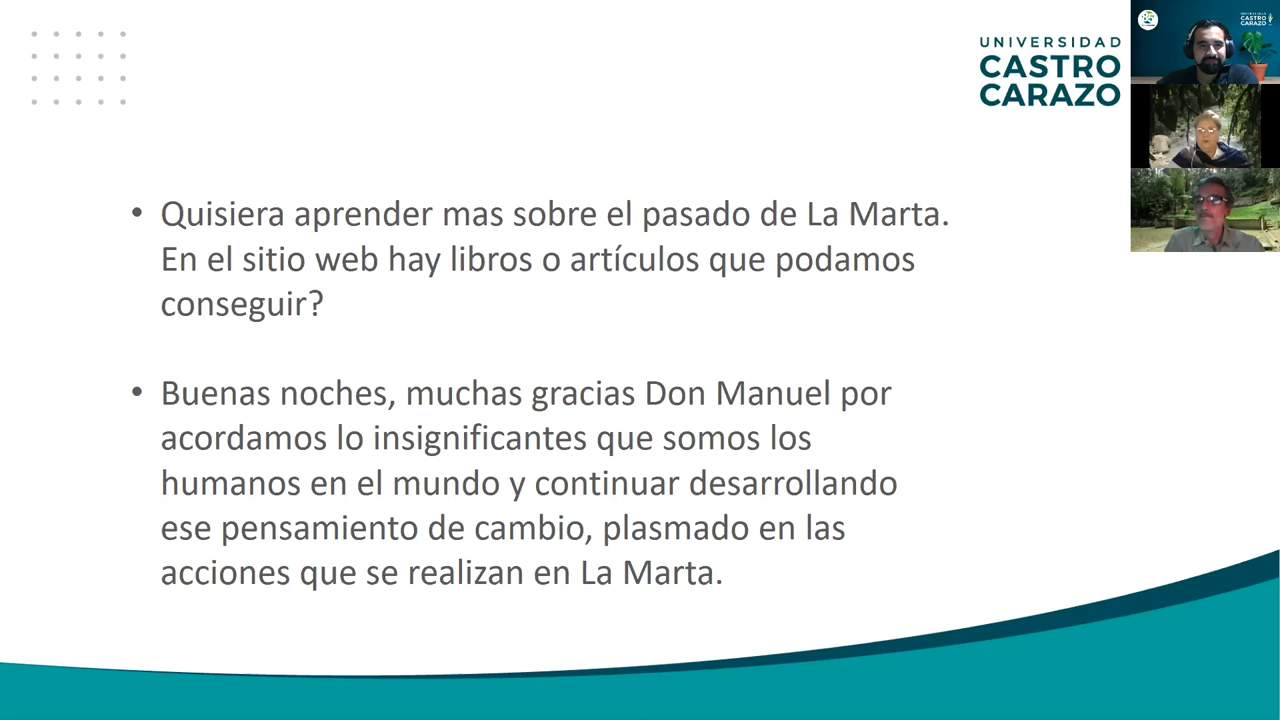 UNIVERSIDAD
CASTRO
CARAZO
CASTRO
CARAZO
• Quisiera aprender mas sobre el pasado de La Marta.
En el sitio web hay libros o artículos que podamos
conseguir?
• Buenas noches, muchas gracias Don Manuel por
acordamos lo insignificantes que somos los
humanos en el mundo y continuar desarrollando
ese pensamiento de cambio, plasmado en las
acciones que se realizan en La Marta.